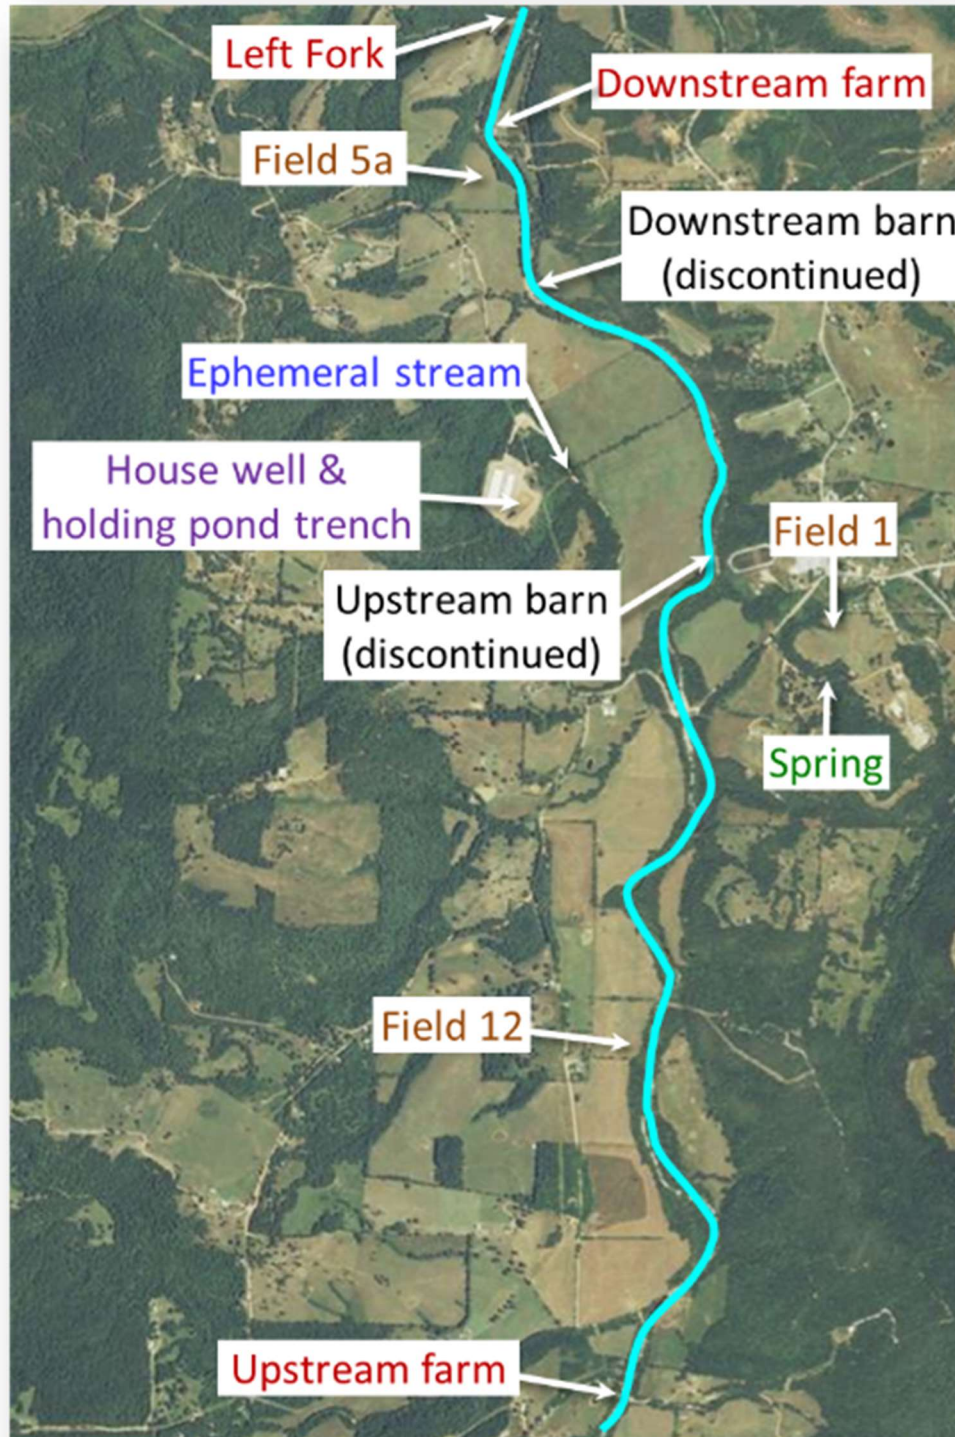 Left Fork
Downstream farm
Field 5a
Downstream barn
(discontinued)
Ephemeral stream
House well &
holding pond trench
Field 1
Upstream barn
(discontinued)
Spring
Field 12
Upstream farm